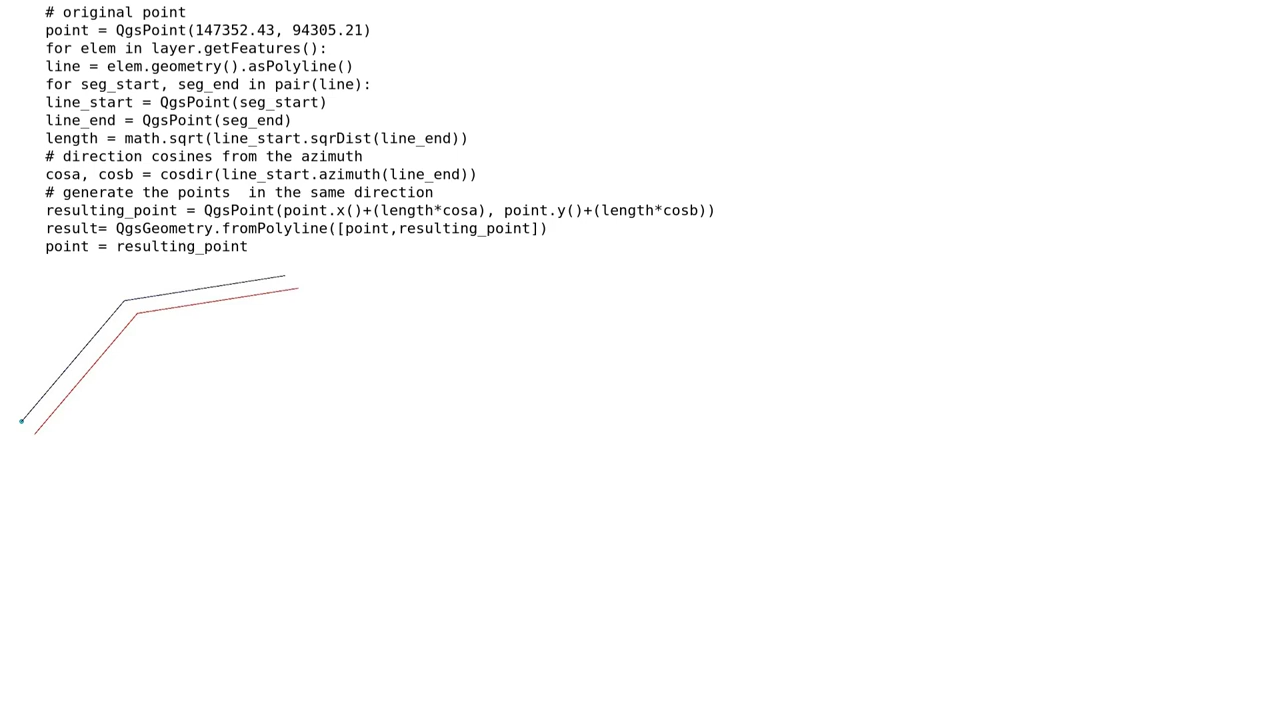 # original point
point = QgsPoint(147352.43, 94305.21)
for elem in layer.getFeatures():
line = elem.geometry().asPolyline()
for seg_start, seg_end in pair(line):
line_start = QgsPoint(seg_start)
line_end = QgsPoint(seg_end)
length = math.sqrt(line_start.sqrDist(line_end))
# direction cosines from the azimuth
cosa, cosb = cosdir(line_start.azimuth(line_end))
# generate the points  in the same direction
resulting_point = QgsPoint(point.x()+(length*cosa), point.y()+(length*cosb))
result= QgsGeometry.fromPolyline([point,resulting_point])
point = resulting_point